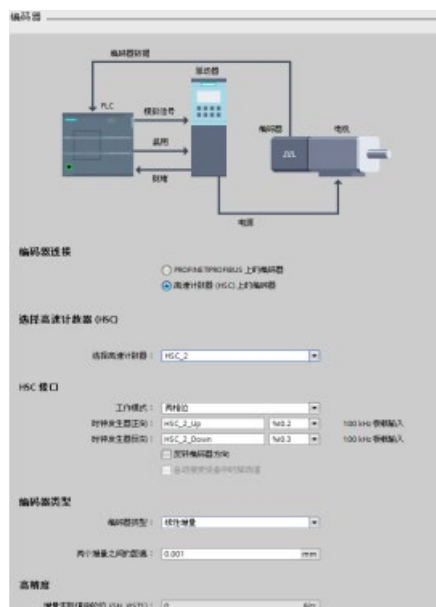 编码器
编码器数据
驱动器
PLC
模拟信号
启用
就绪
编码器
电机
电源
编码器连接
PROFINET/PROFIBUS 上的编码器
高速计数器 (HSC) 上的编码器
选择高速计数器 (HSC)
选择高速计数器： HSC_2
HSC 接口
工作模式： 两相位
时钟发生器正向： HSC_2_Up %I0.2 100 kHz 板载输入
时钟发生器反向： HSC_2_Down %I0.3 100 kHz 板载输入
反转编码器方向
编码器类型
编码器类型： 线性增量
两个增量之间的距离： 0.001 mm
高精度